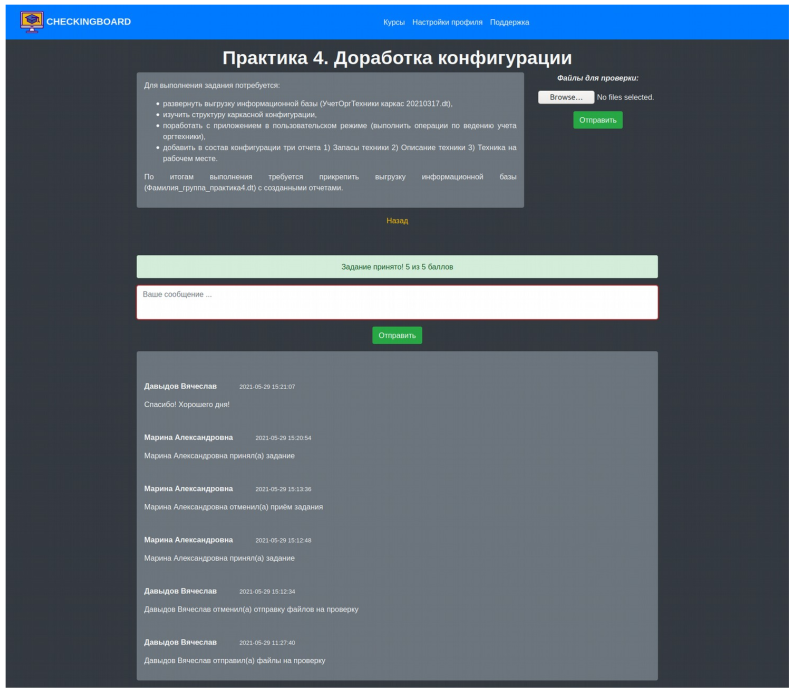 CHECKINGBOARD
Курсы Настройки профиля Поддержка
Практика 4. Доработка конфигурации
Для выполнения задания потребуется:
• развернуть выгрузку информационной базы (УчетОргТехники каркас 20210317.dt),
• изучить структуру каркасной конфигурации,
• поработать с приложением в пользовательском режиме (выполнить операции по ведению учета
оргтехники),
• добавить в состав конфигурации три отчета 1) Запасы техники 2) Описание техники 3) Техника на
рабочем месте.
По итогам выполнения требуется прикрепить выгрузку информационной базы
(Фамилия_группа_практика4.dt) с созданными отчетами.
Файлы для проверки:
Browse... No files selected.
Отправить
Назад
Задание принято! 5 из 5 баллов
Ваше сообщение ...
Отправить
Давыдов Вячеслав 2021-05-29 15:21:07
Спасибо! Хорошего дня!
Марина Александровна 2021-05-29 15:20:54
Марина Александровна принял(а) задание
Марина Александровна 2021-05-29 15:13:36
Марина Александровна отменил(а) приём задания
Марина Александровна 2021-05-29 15:12:48
Марина Александровна принял(а) задание
Давыдов Вячеслав 2021-05-29 15:12:34
Давыдов Вячеслав отменил(а) отправку файлов на проверку
Давыдов Вячеслав 2021-05-29 11:27:40
Давыдов Вячеслав отправил(а) файлы на проверку